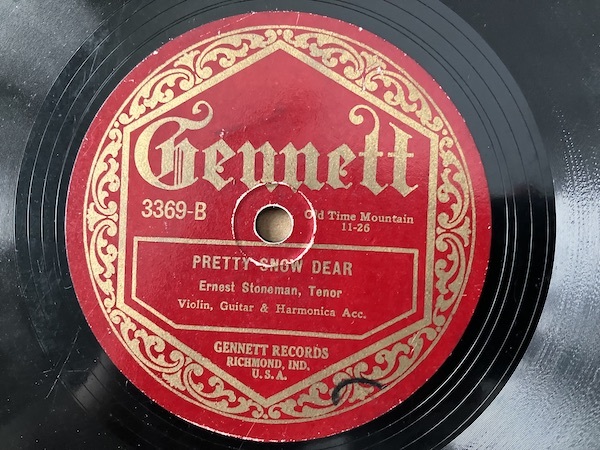 Gennett
3369-B
Old Time Mountain
11-26
PRETTY SNOW DEAR
Ernest Stoneman, Tenor
Violin, Guitar & Harmonica Acc.
GENNETT RECORDS
RICHMOND, IND.
U.S.A.